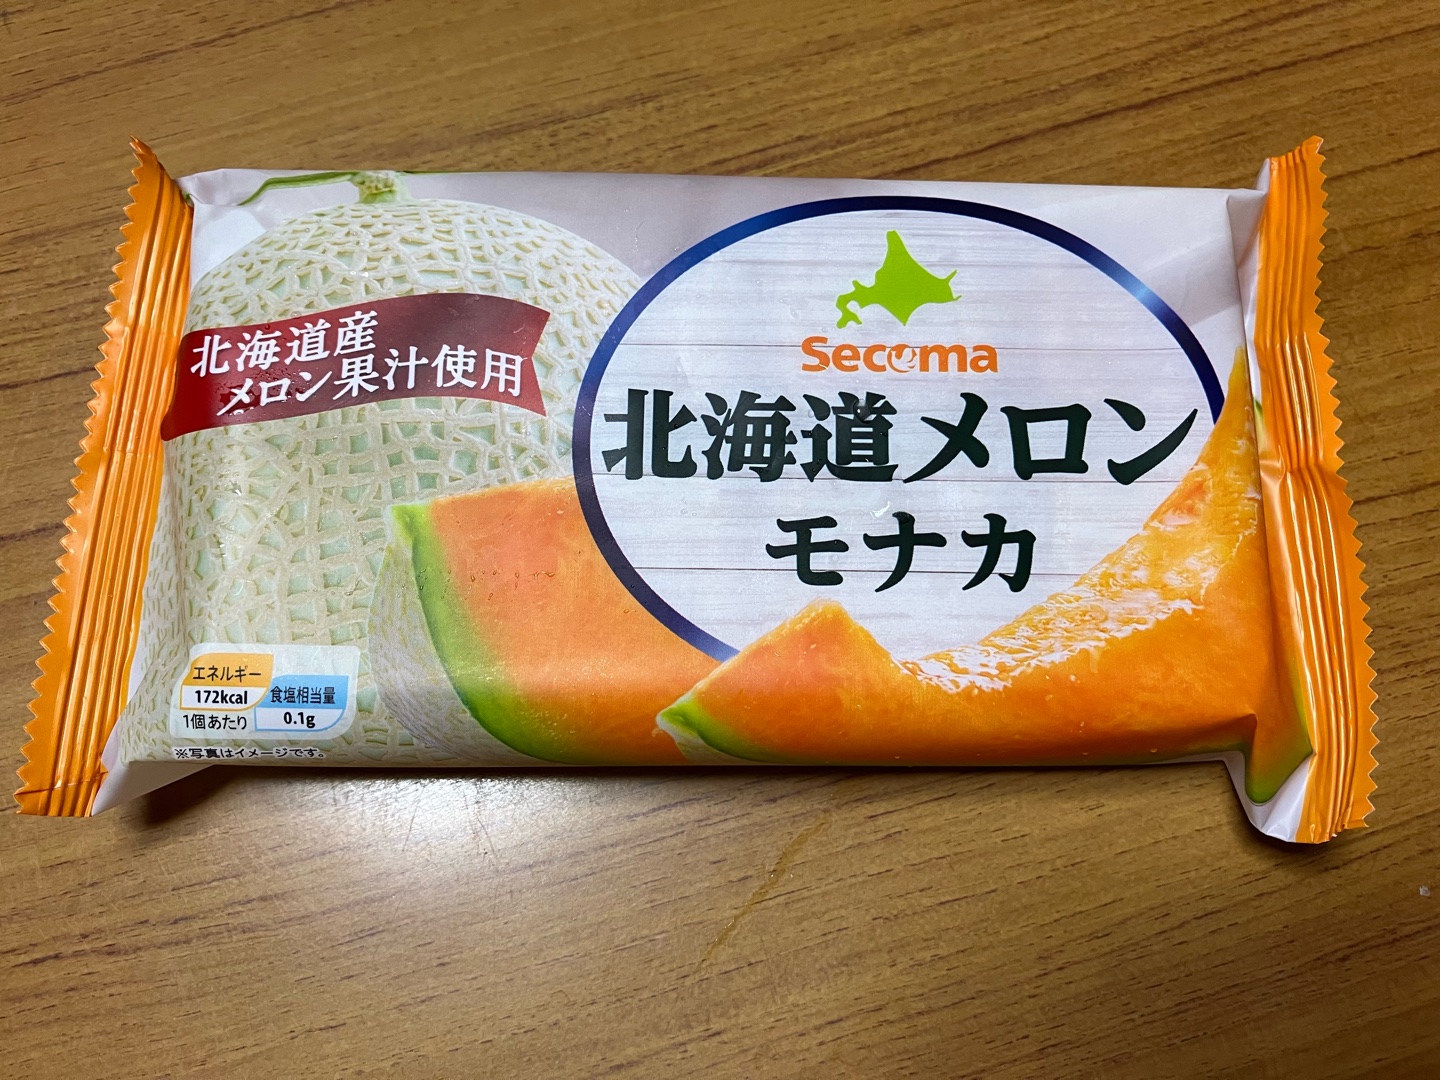 北海道産
メロン果汁使用
Secoma
北海道メロン
モナカ
エネルギー
172kcal
1個あたり
食塩相当量
0.1g
※写真はイメージです。